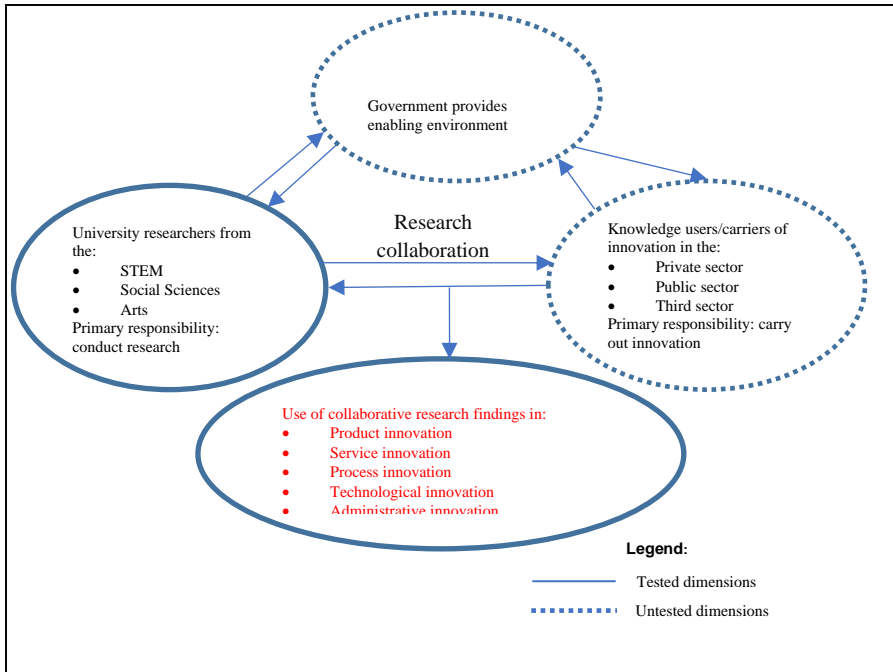 Government provides
enabling environment
University researchers from
the:
• STEM
• Social Sciences
• Arts
Primary responsibility:
conduct research
Research
collaboration
Knowledge users/carriers of
innovation in the:
• Private sector
• Public sector
• Third sector
Primary responsibility: carry
out innovation
Use of collaborative research findings in:
• Product innovation
• Service innovation
• Process innovation
• Technological innovation
• Administrative innovation
Legend:
Tested dimensions
Untested dimensions